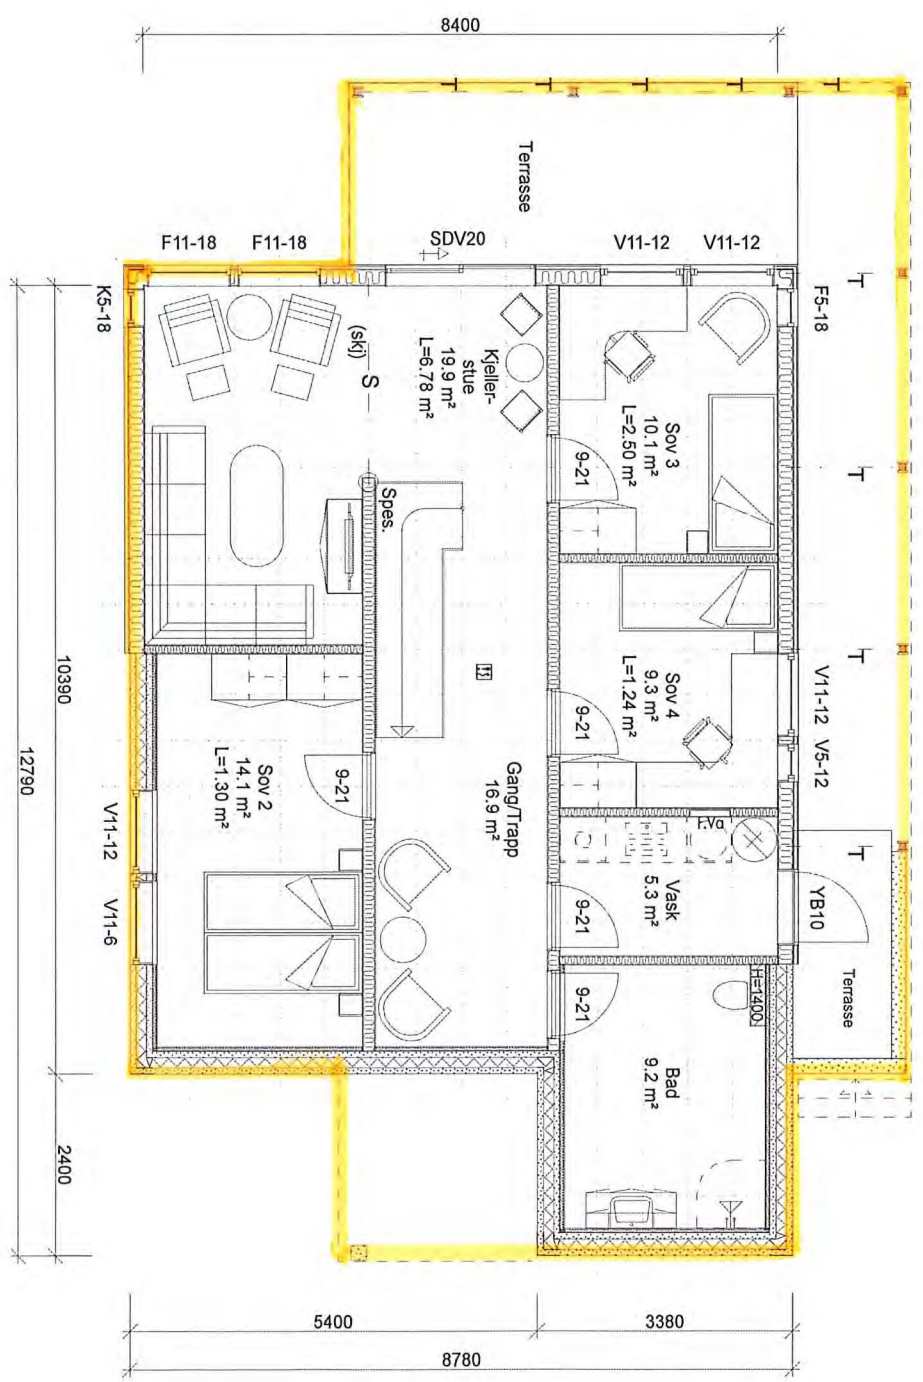 8400
Terrasse
F11-18
F11-18
SDV20
V11-12
V11-12
K5-18
F5-18
(skj)
S
Kjeller-
stue
19.9 m²
L=6.78 m²
Sov 3
10.1 m²
L=2.50 m²
9-21
Spes.
Sov 4
9.3 m²
L=1.24 m²
9-21
V11-12
V5-12
Sov 2
14.1 m²
L=1.30 m²
9-21
Gang/Trapp
16.9 m²
V11-12
V11-6
F.Va
Vask
5.3 m²
9-21
YB10
Terrasse
H=1400
9-21
Bad
9.2 m²
10390
12790
2400
5400
3380
8780